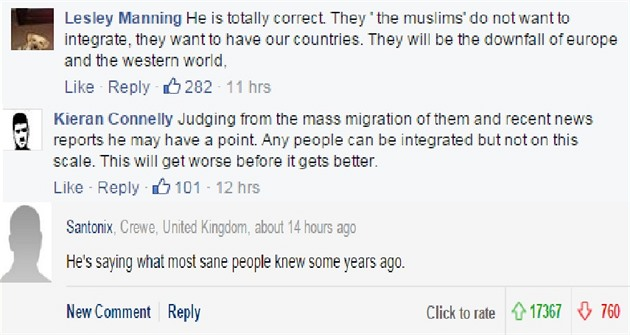 Lesley Manning He is totally correct. They ' the muslims' do not want to
integrate, they want to have our countries. They will be the downfall of europe
and the western world,
Like · Reply · 282 · 11 hrs
Kieran Connelly Judging from the mass migration of them and recent news
reports he may have a point. Any people can be integrated but not on this
scale. This will get worse before it gets better.
Like · Reply · 101 · 12 hrs
Santonix, Crewe, United Kingdom, about 14 hours ago
He's saying what most sane people knew some years ago.
New Comment Reply Click to rate 17367 760